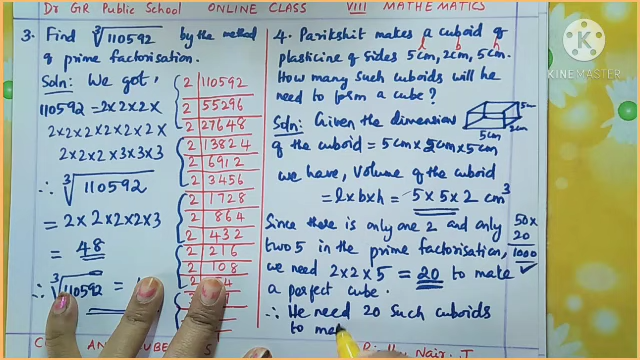 Dr GR Public School ONLINE CLASS VIII MATHEMATICS
3. Find ∛110592 by the method
of prime factorisation.
Soln: We got,
110592 = 2×2×2×
2×2×2×2×2×2×
2×2×2×3×3×3
∴ ∛110592
= 2×2×2×2×3
= 48
∴ ∛110592 =
2 110592
2 55296
2 27648
2 13824
2 6912
2 3456
2 1728
2 864
2 432
2 216
2 108
4. Parikshit makes a cuboid of
l b h
plasticine of sides 5cm, 2cm, 5cm.
How many such cuboids will he
need to form a cube?
Soln: Given the dimension
of the cuboid = 5cm×2cm×5cm
5cm
2cm
5cm
we have, Volume of the cuboid
= l×b×h = 5×5×2 cm³
Since there is only one 2 and only
two 5 in the prime factorisation,
we need 2×2×5 = 20 to make
a perfect cube.
50×
20
1000 ✓
∴ He need 20 such cuboids
to
KINEMASTER